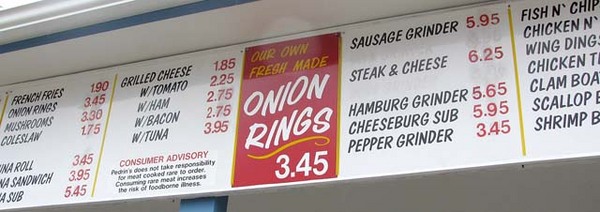 FRENCH FRIES 1.90
ONION RINGS 3.45
MUSHROOMS 3.30
COLESLAW 1.75
UNA ROLL 3.45
NA SANDWICH 3.95
A SUB 5.45
GRILLED CHEESE 1.85
W/TOMATO 2.25
W/HAM 2.75
W/BACON 2.75
W/TUNA 3.95
CONSUMER ADVISORY
Pedrin's does not take responsibility
for meat cooked rare to order.
Consuming rare meat increases
the risk of foodborne illness.
OUR OWN
FRESH MADE
ONION
RINGS
3.45
SAUSAGE GRINDER 5.95
STEAK & CHEESE 6.25
HAMBURG GRINDER 5.65
CHEESEBURG SUB 5.95
PEPPER GRINDER 3.45
FISH N` CHIP
CHICKEN N`
WING DINGS
CHICKEN TEN
CLAM BOA
SCALLOP B
SHRIMP B